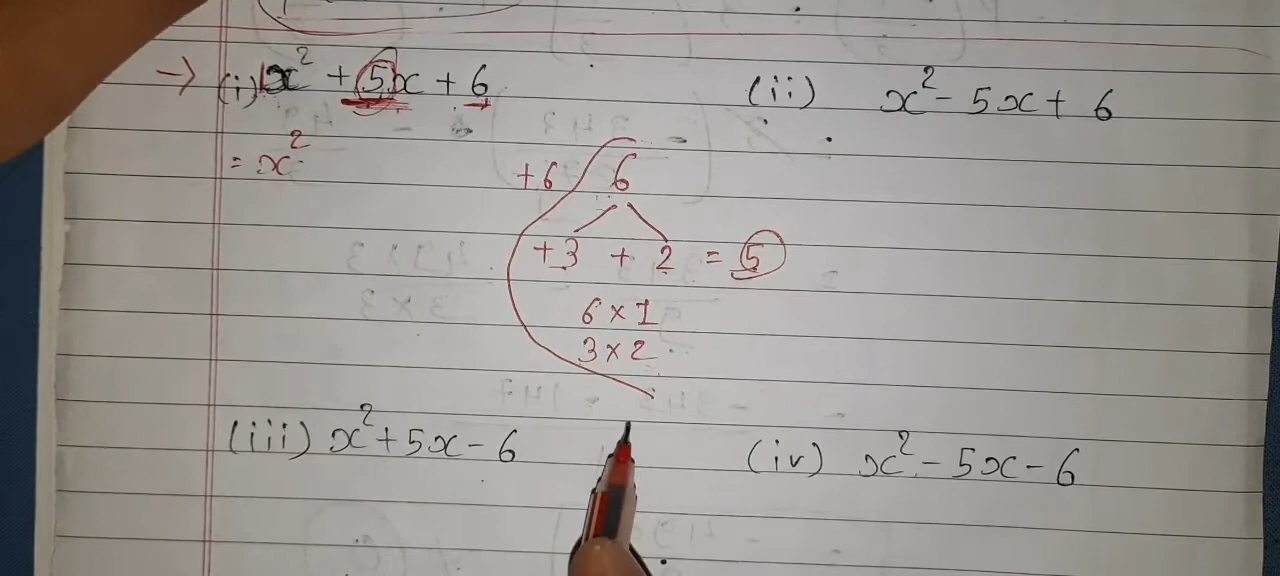 → (i) x² + 5x + 6
(ii) x² - 5x + 6
= x²
+6 6
+3 + 2 = 5
6 × 1
3 × 2
(iii) x² + 5x - 6
(iv) x² - 5x - 6